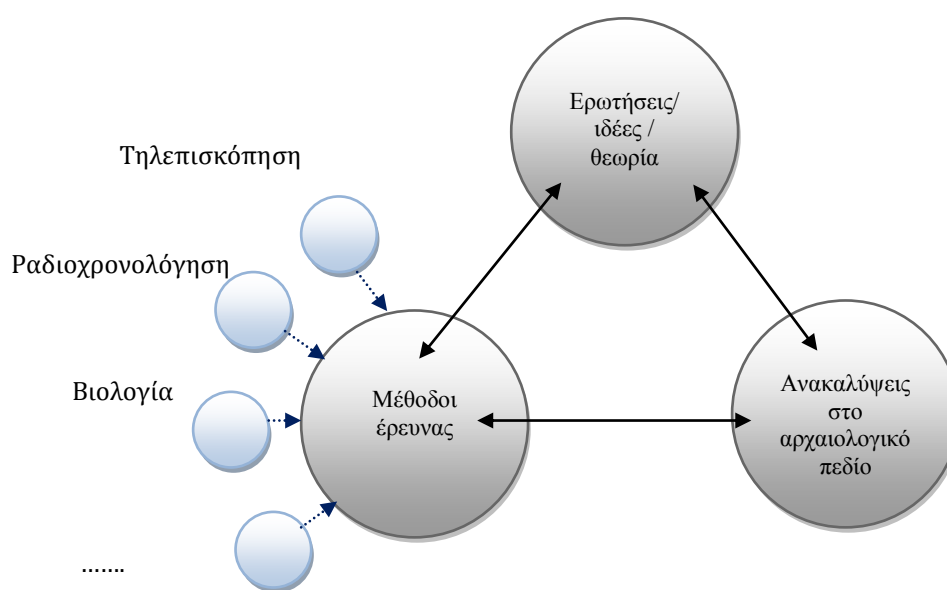 Ερωτήσεις/
ιδέες /
θεωρία
Τηλεπισκόπηση
Ραδιοχρονολόγηση
Βιολογία
Μέθοδοι
έρευνας
Ανακαλύψεις
στο
αρχαιολογικό
πεδίο
.......